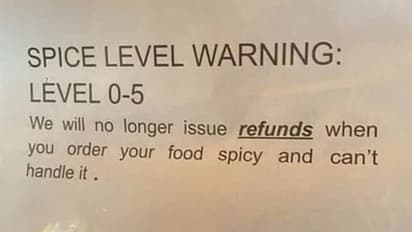 SPICE LEVEL WARNING:
LEVEL 0-5
We will no longer issue refunds when
you order your food spicy and can't
handle it .